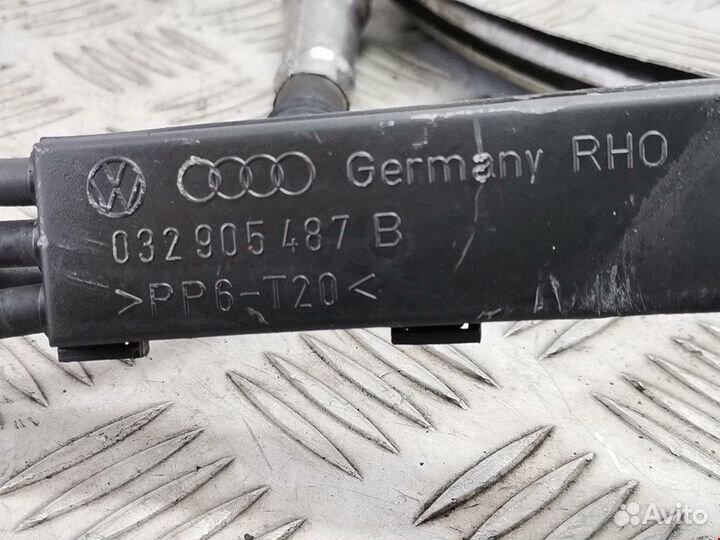 Germany RHO
032 905 487 B
>PP6-T20<
Avito